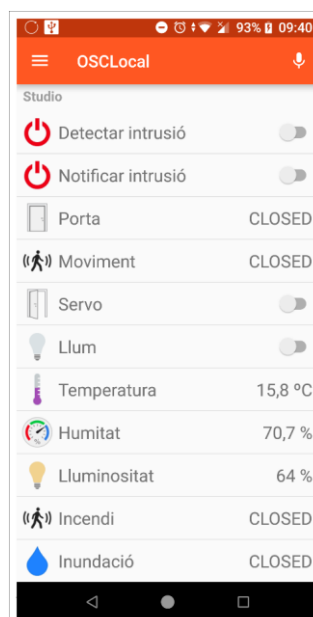 93% 09:40
OSCLocal
Studio
Detectar intrusió
Notificar intrusió
Porta CLOSED
Moviment CLOSED
Servo
Llum
Temperatura 15,8 ºC
Humitat 70,7 %
Lluminositat 64 %
Incendi CLOSED
Inundació CLOSED